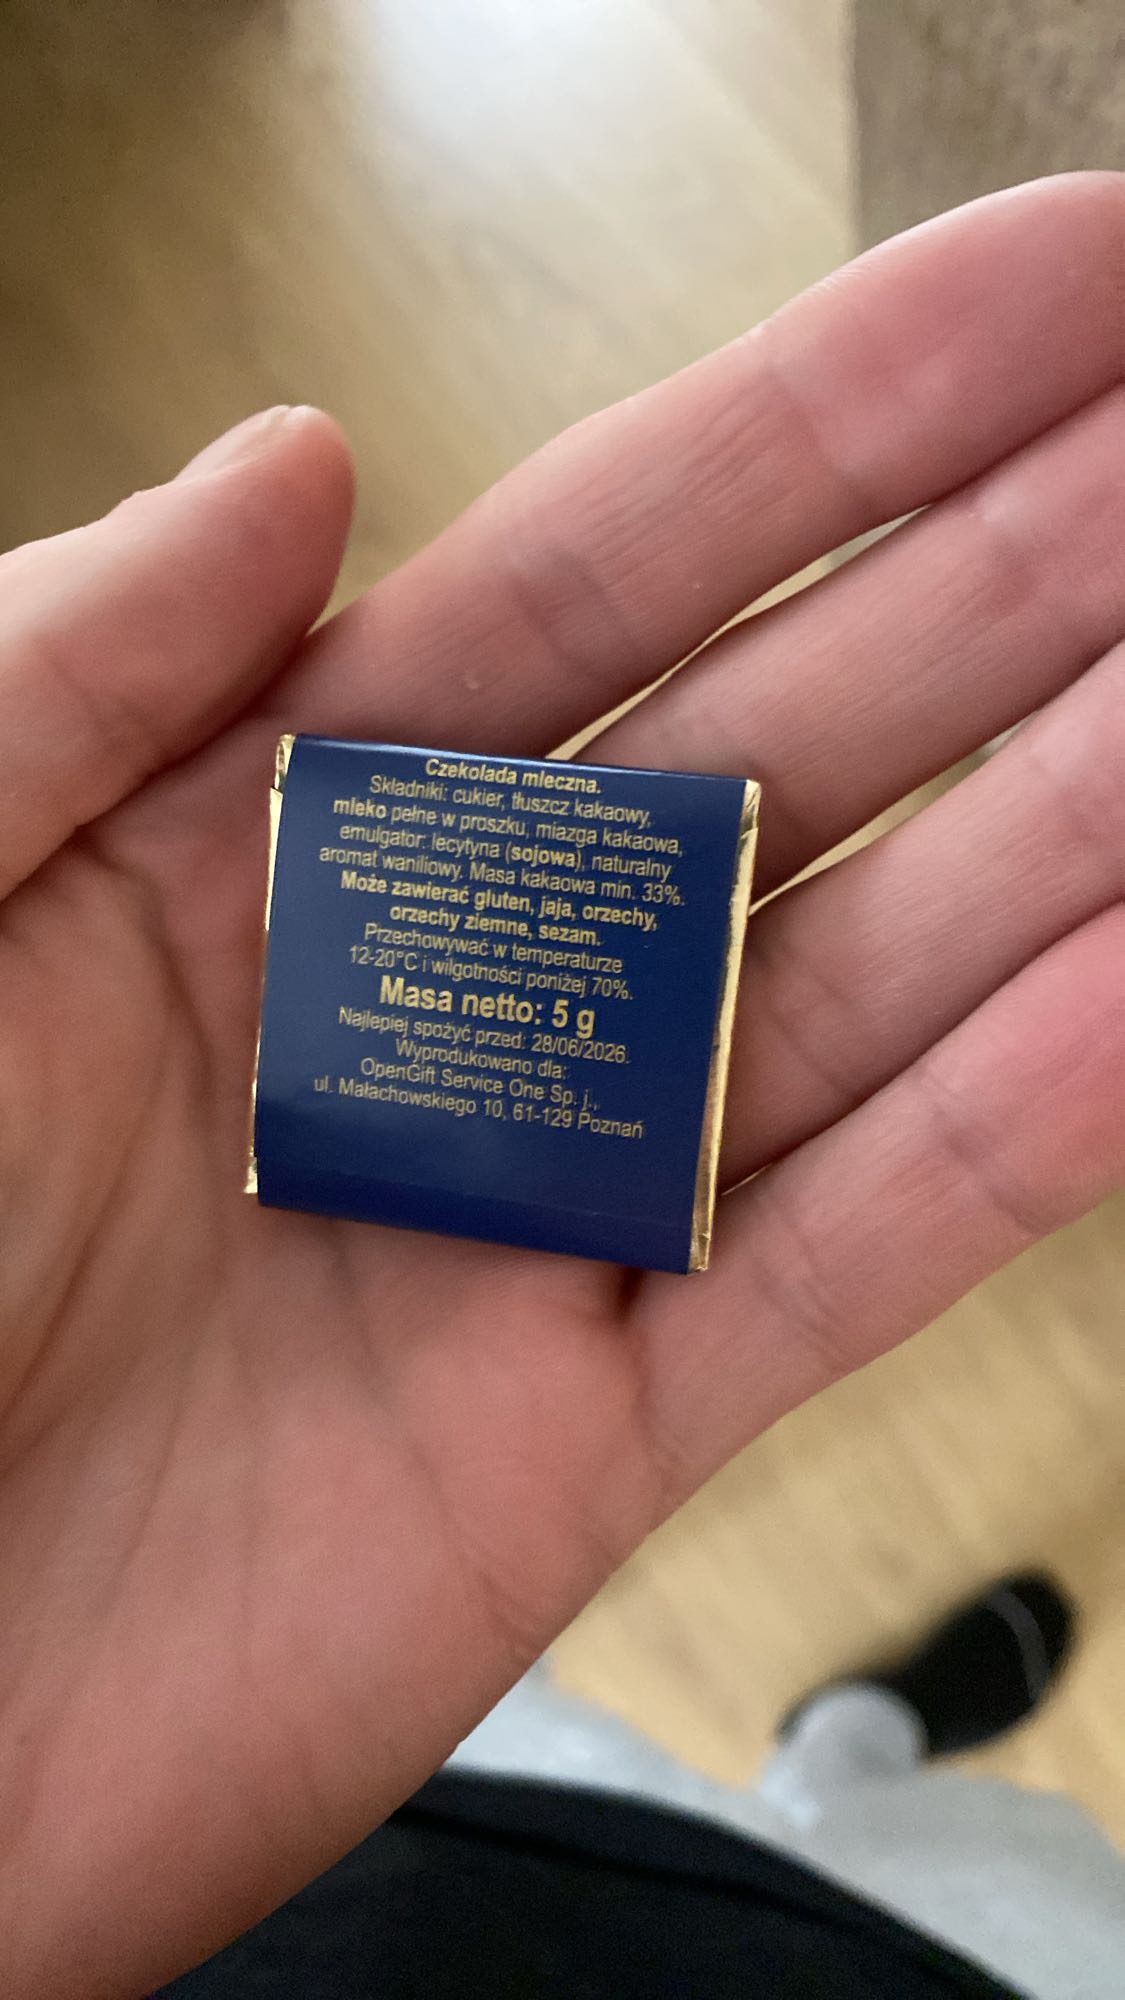 Czekolada mleczna.
Składniki: cukier, tłuszcz kakaowy,
mleko pełne w proszku, miazga kakaowa,
emulgator: lecytyna (sojowa), naturalny
aromat waniliowy. Masa kakaowa min. 33%.
Może zawierać gluten, jaja, orzechy,
orzechy ziemne, sezam.
Przechowywać w temperaturze
12-20°C i wilgotności poniżej 70%.
Masa netto: 5 g
Najlepiej spożyć przed: 28/06/2026.
Wyprodukowano dla:
OpenGift Service One Sp. j.,
ul. Małachowskiego 10, 61-129 Poznań